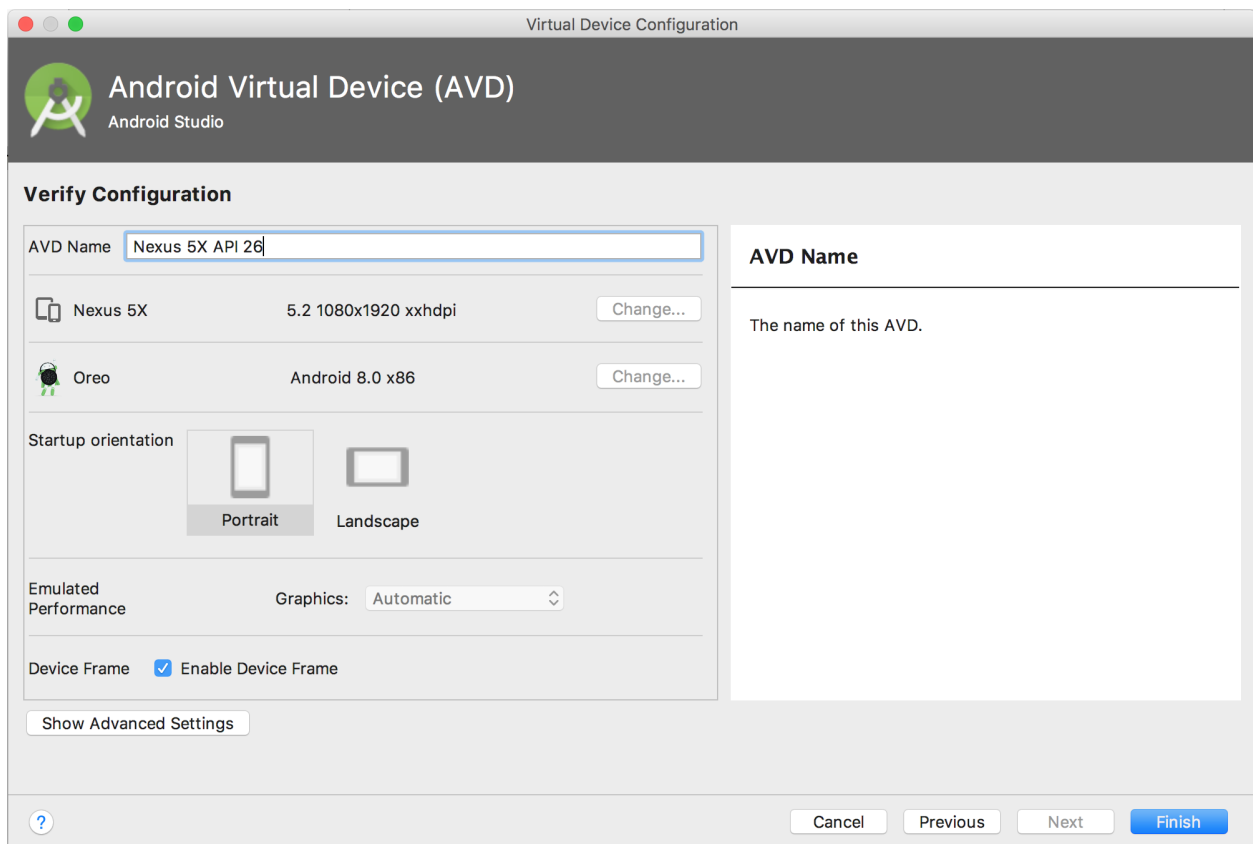 Virtual Device Configuration
Android Virtual Device (AVD)
Android Studio
Verify Configuration
AVD Name Nexus 5X API 26
Nexus 5X 5.2 1080x1920 xxhdpi Change...
Oreo Android 8.0 x86 Change...
Startup orientation
Portrait Landscape
Emulated
Performance
Graphics: Automatic
Device Frame Enable Device Frame
Show Advanced Settings
AVD Name
The name of this AVD.
? Cancel Previous Next Finish